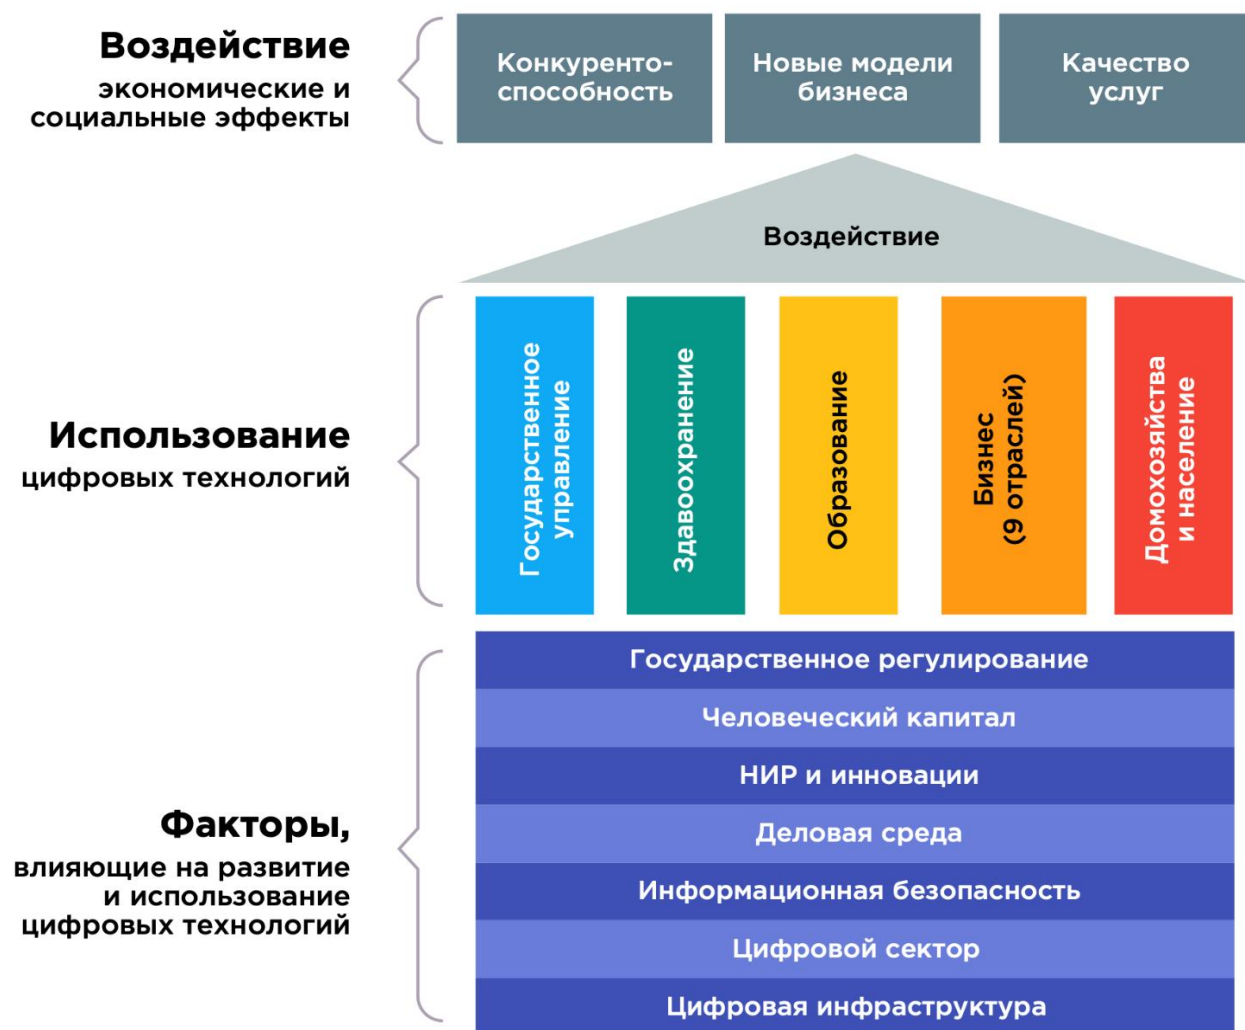 Воздействие
экономические и
социальные эффекты
Конкуренто-
способность
Новые модели
бизнеса
Качество
услуг
Воздействие
Использование
цифровых технологий
Государственное
управление
Здавоохранение
Образование
Бизнес
(9 отраслей)
Домохозяйства
и население
Факторы,
влияющие на развитие
и использование
цифровых технологий
Государственное регулирование
Человеческий капитал
НИР и инновации
Деловая среда
Информационная безопасность
Цифровой сектор
Цифровая инфраструктура